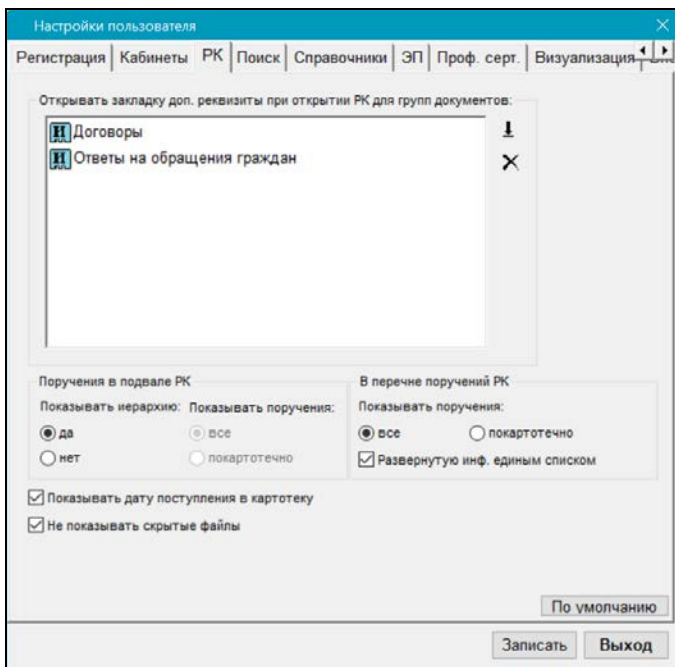 Настройки пользователя
Регистрация Кабинеты РК Поиск Справочники ЭП Проф. серт. Визуализация
Открывать закладку доп. реквизиты при открытии РК для групп документов:
Договоры
Ответы на обращения граждан
Поручения в подвале РК В перечне поручений РК
Показывать иерархию: Показывать поручения: Показывать поручения:
да все все покартотечно
нет покартотечно Развернутую инф. единым списком
Показывать дату поступления в картотеку
Не показывать скрытые файлы
По умолчанию
Записать Выход